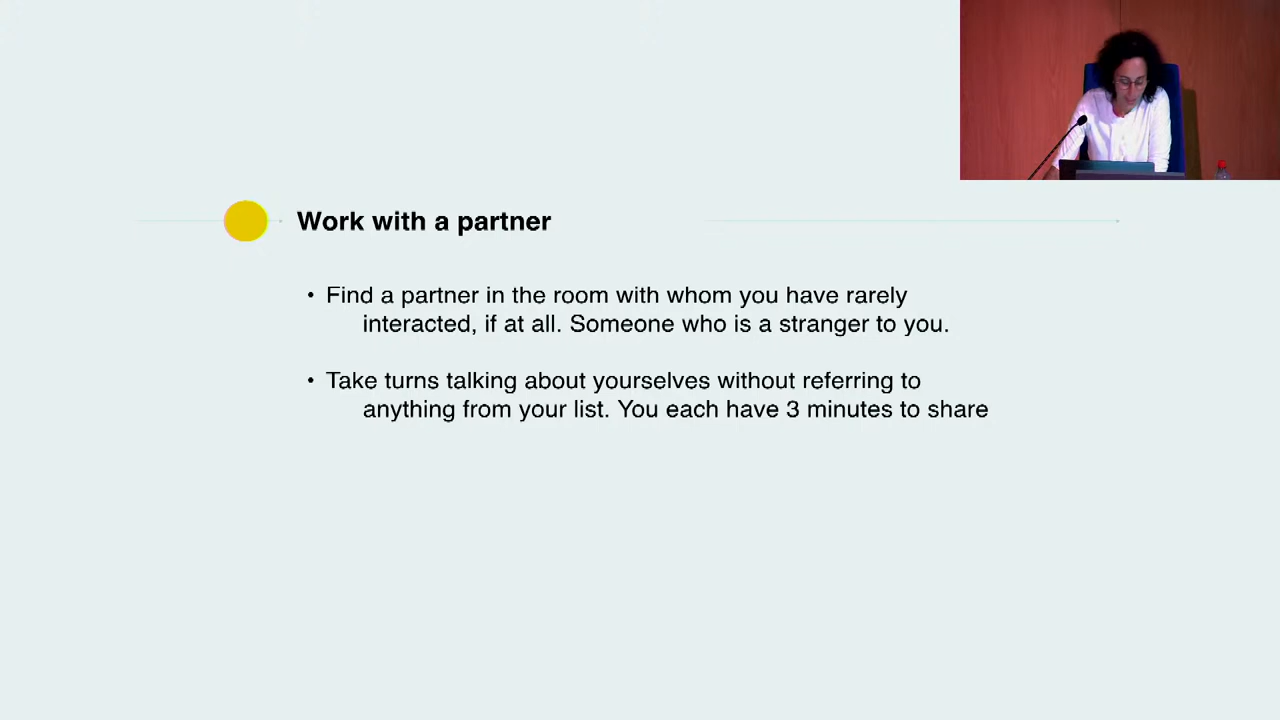 Work with a partner
• Find a partner in the room with whom you have rarely
interacted, if at all. Someone who is a stranger to you.
• Take turns talking about yourselves without referring to
anything from your list. You each have 3 minutes to share